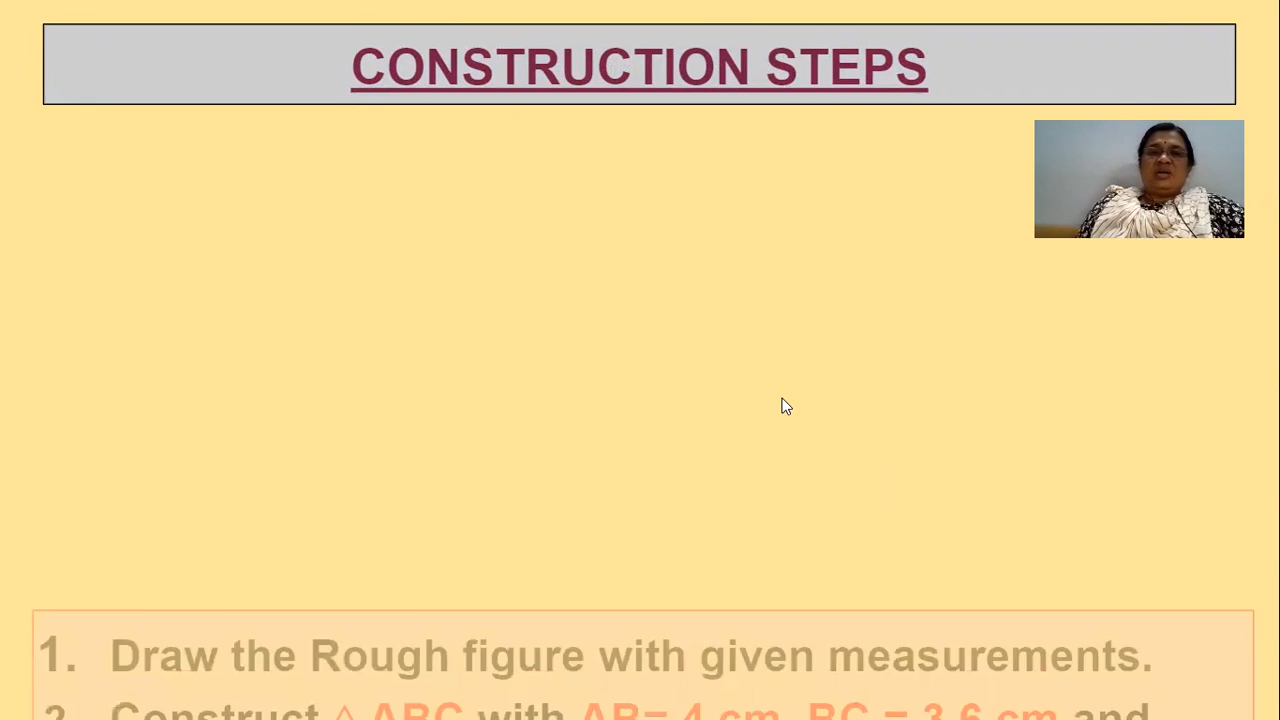 CONSTRUCTION STEPS
1. Draw the Rough figure with given measurements.
2. Construct △ ABC with AB= 4 cm, BC = 3.6 cm and